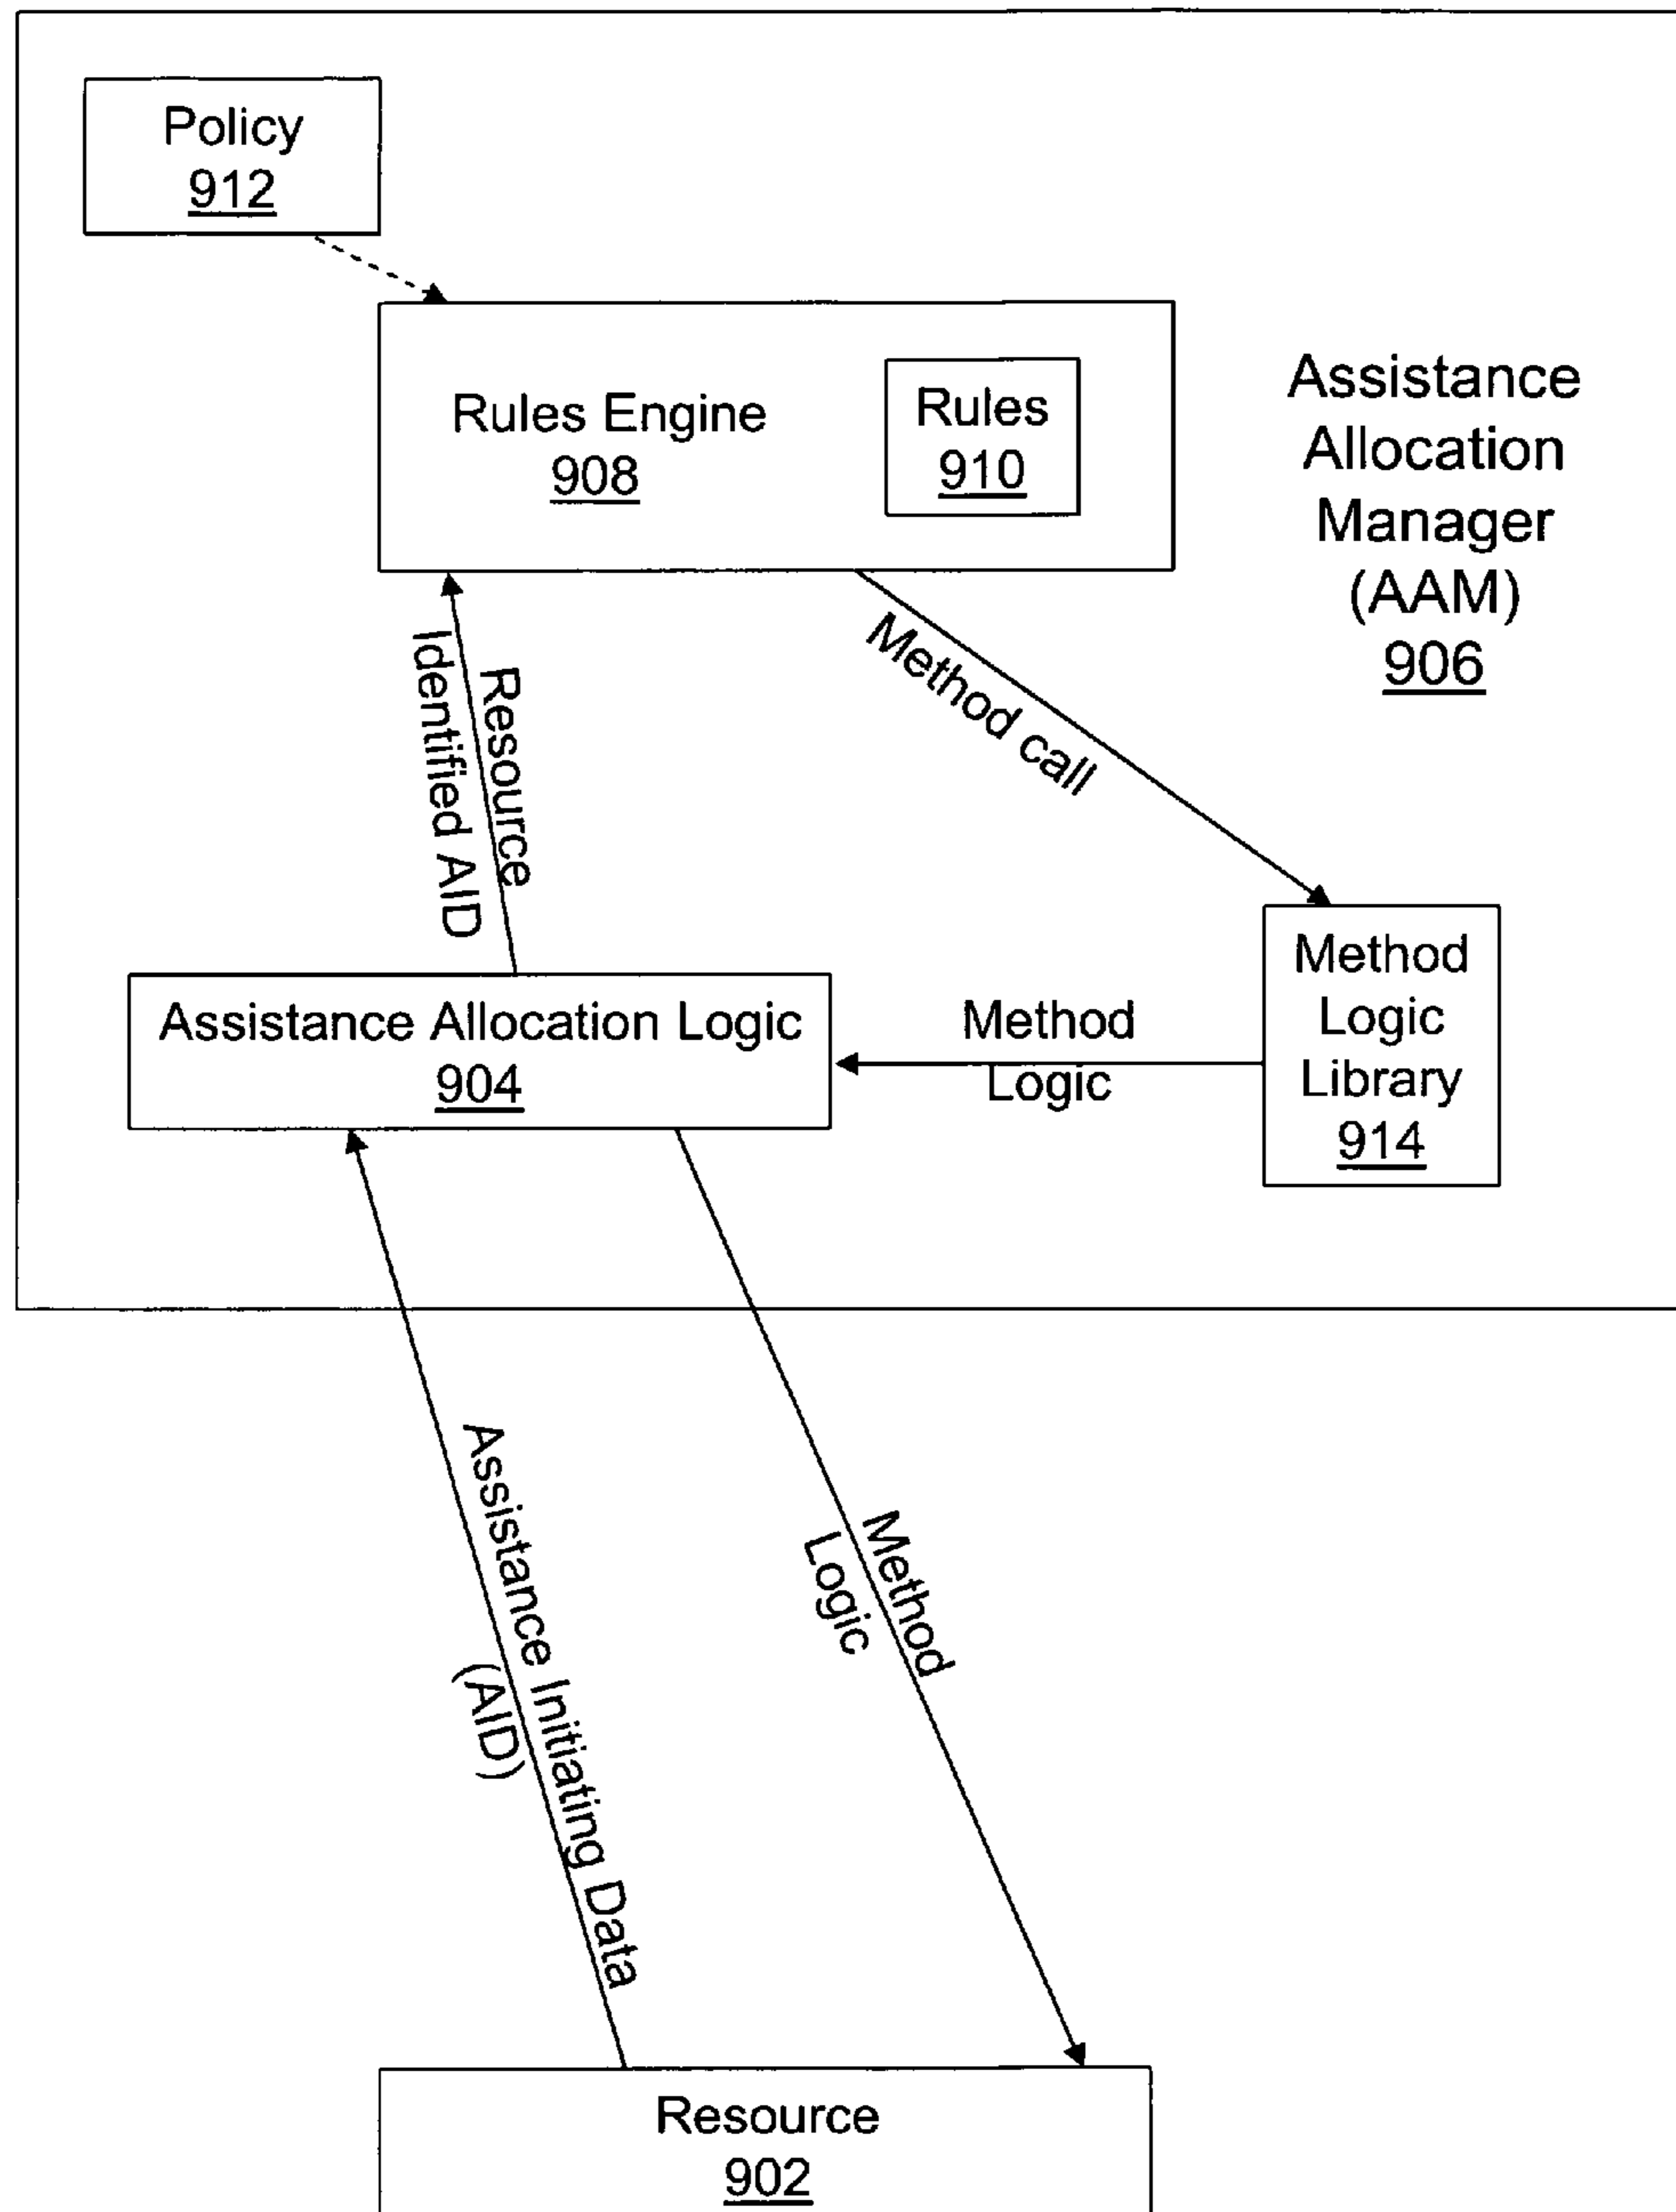 Policy
912
Rules Engine
908
Rules
910
Assistance
Allocation
Manager
(AAM)
906
Resource
Identified AID
Method call
Assistance Allocation Logic
904
Method
Logic
Method
Logic
Library
914
Assistance Initiating Data
(AID)
Method
Logic
Resource
902